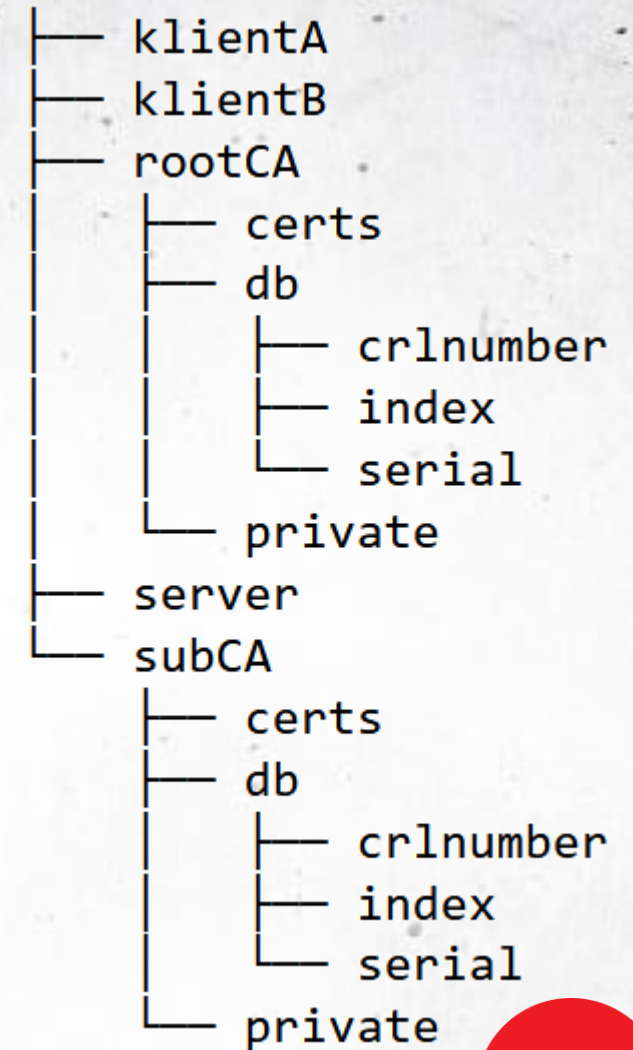 ├── klientA
├── klientB
├── rootCA
│   ├── certs
│   ├── db
│   │   ├── crlnumber
│   │   ├── index
│   │   └── serial
│   └── private
├── server
└── subCA
    ├── certs
    ├── db
    │   ├── crlnumber
    │   ├── index
    │   └── serial
    └── private